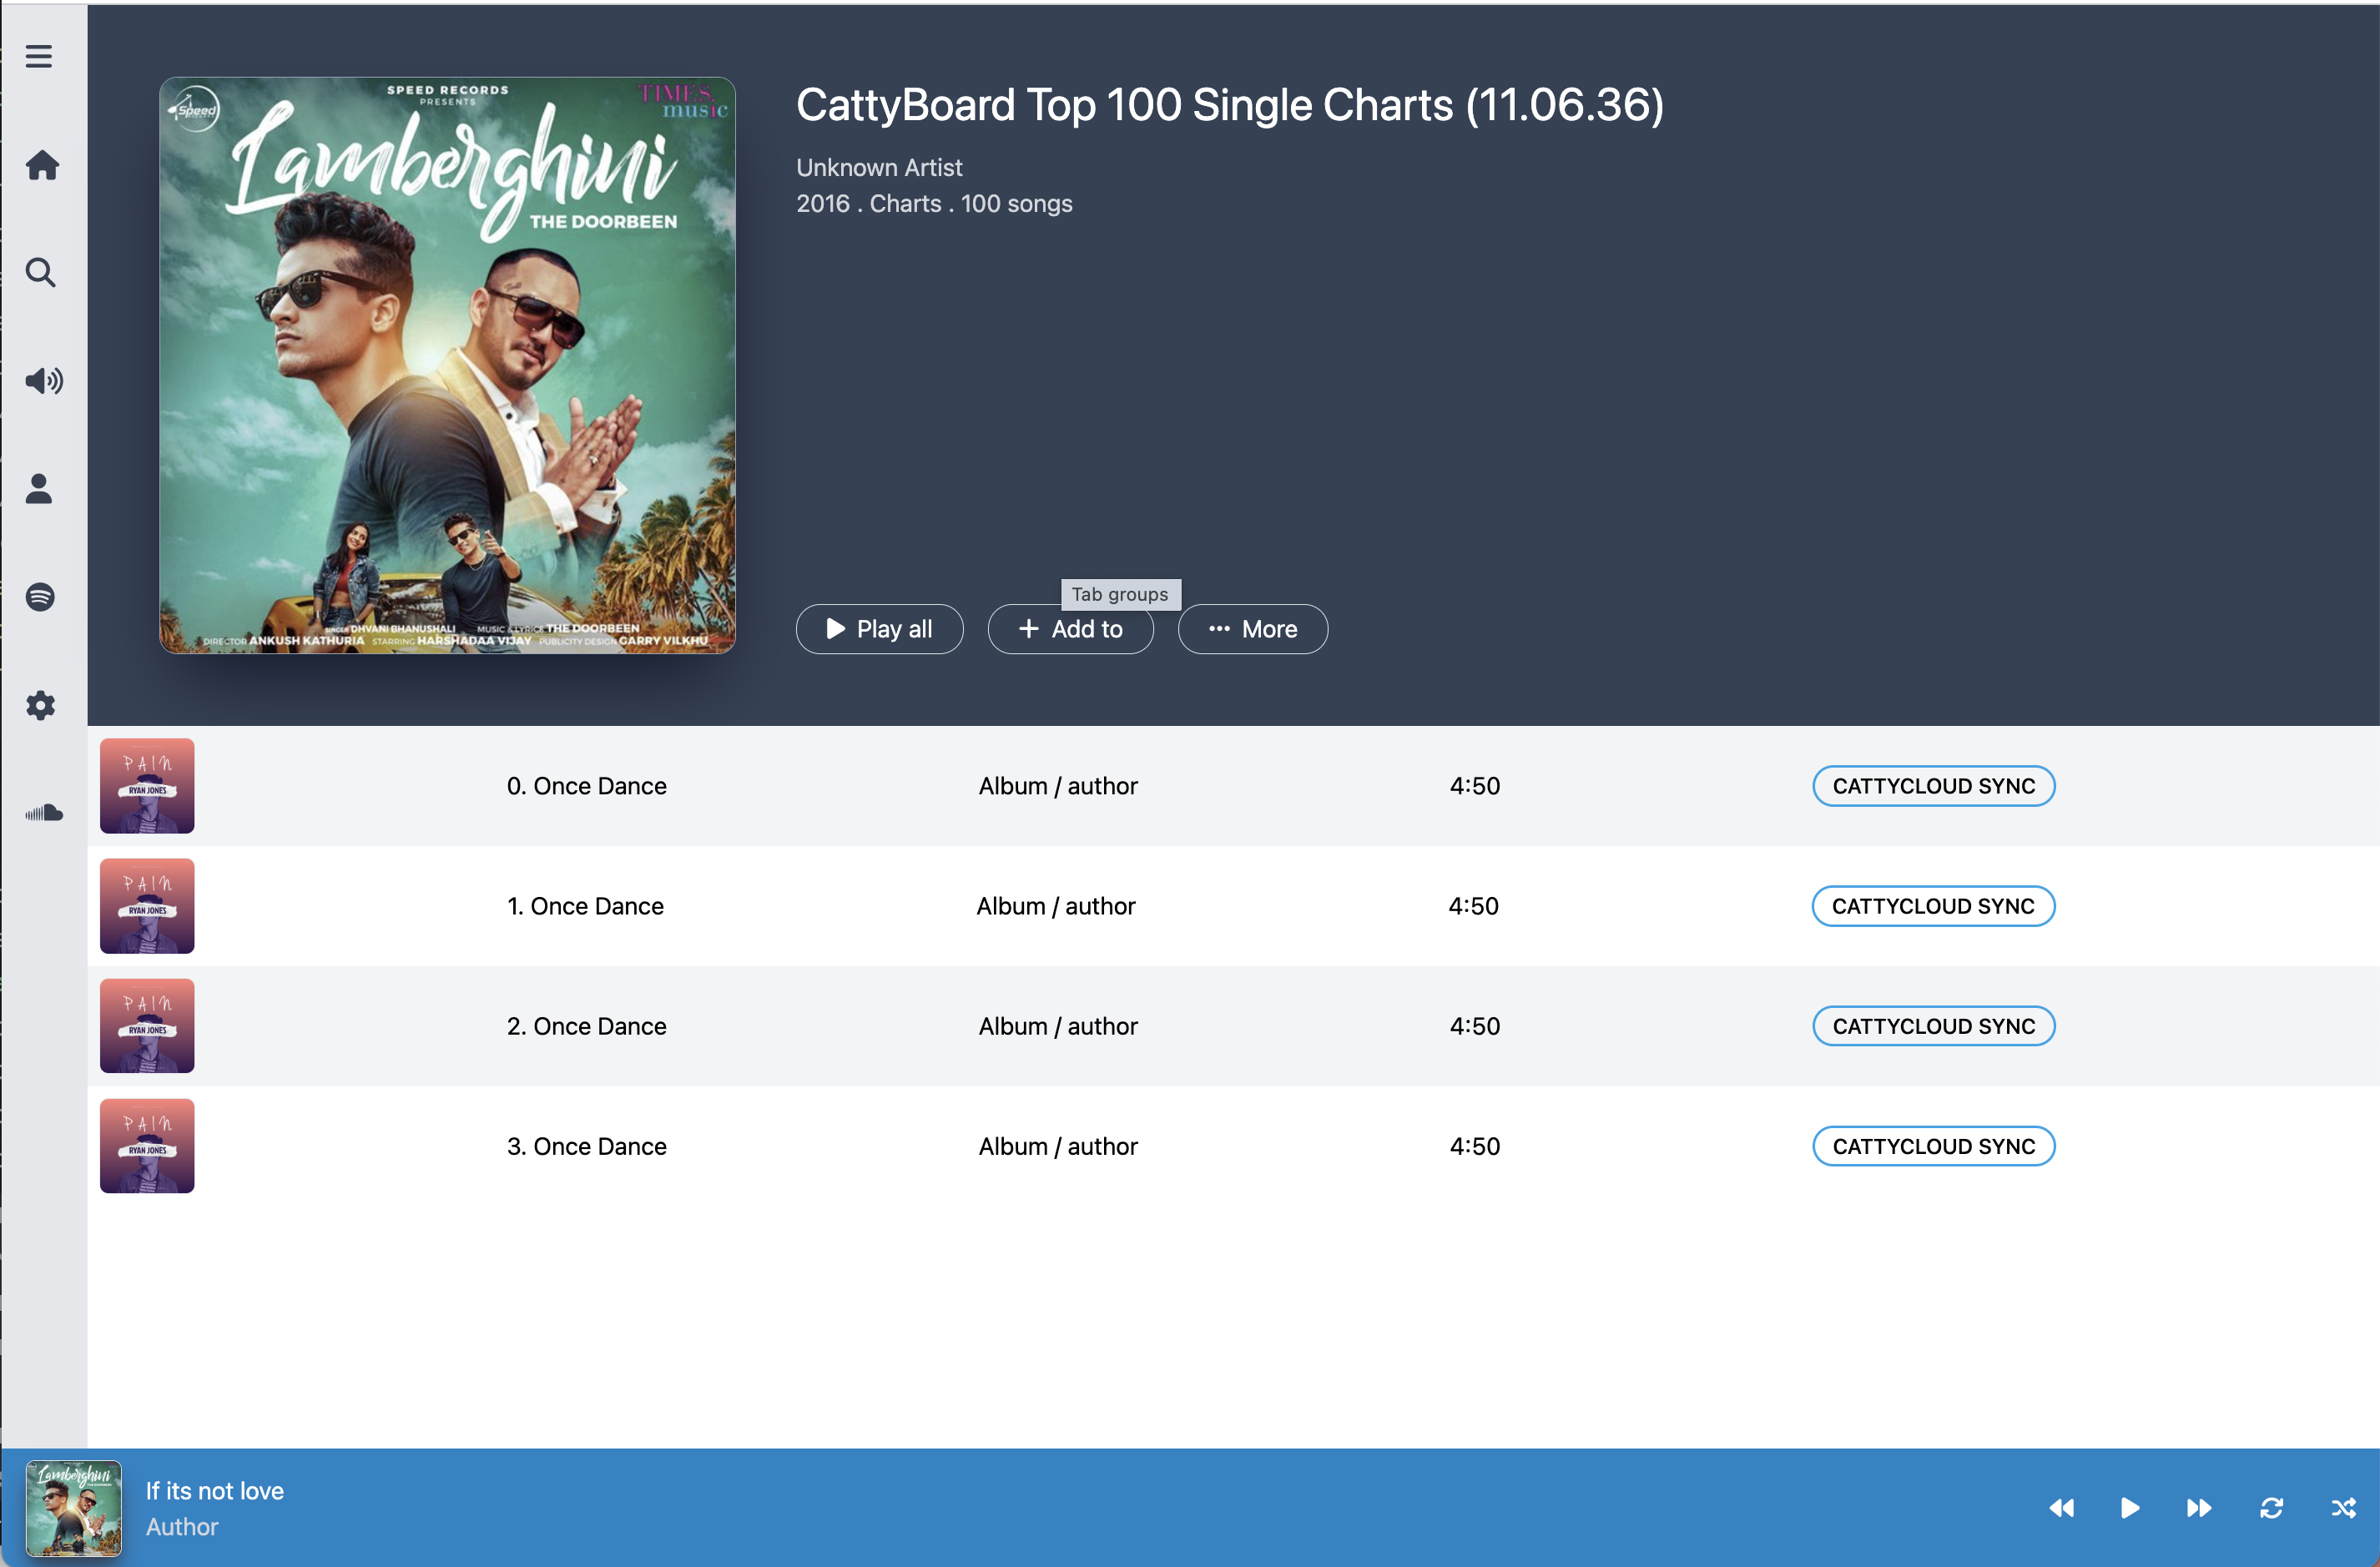 SPEED RECORDS
PRESENTS
Speed
TIMES
music
Lamberghini
THE DOORBEEN
SINGER DHVANI BHANUSHALI MUSIC & LYRICS THE DOORBEEN
DIRECTOR ANKUSH KATHURIA STARRING HARSHADAA VIJAY PUBLICITY DESIGN GARRY VILKHU
CattyBoard Top 100 Single Charts (11.06.36)
Unknown Artist
2016 . Charts . 100 songs
Tab groups
Play all
Add to
More
PAIN
RYAN JONES
0. Once Dance Album / author 4:50 CATTYCLOUD SYNC
PAIN
RYAN JONES
1. Once Dance Album / author 4:50 CATTYCLOUD SYNC
PAIN
RYAN JONES
2. Once Dance Album / author 4:50 CATTYCLOUD SYNC
PAIN
RYAN JONES
3. Once Dance Album / author 4:50 CATTYCLOUD SYNC
Lamberghini
If its not love
Author